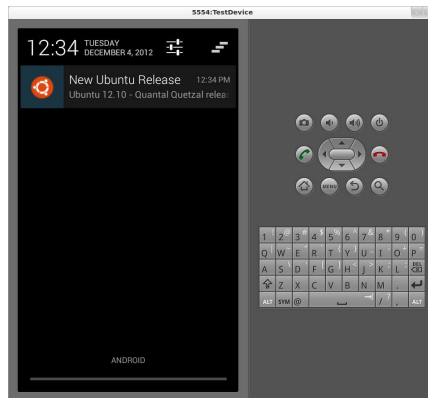 5554:TestDevice
12:34 TUESDAY
DECEMBER 4, 2012
New Ubuntu Release 12:34 PM
Ubuntu 12.10 - Quantal Quetzal relea
ANDROID
MENU
1 2 @ 3 # 4 $ 5 % 6 ^ 7 & 8 * 9 ( 0 )
Q W E R T Y U I O P
A S D F G H J K L DEL
Z X C V B N M .
ALT SYM @ / ? , ALT